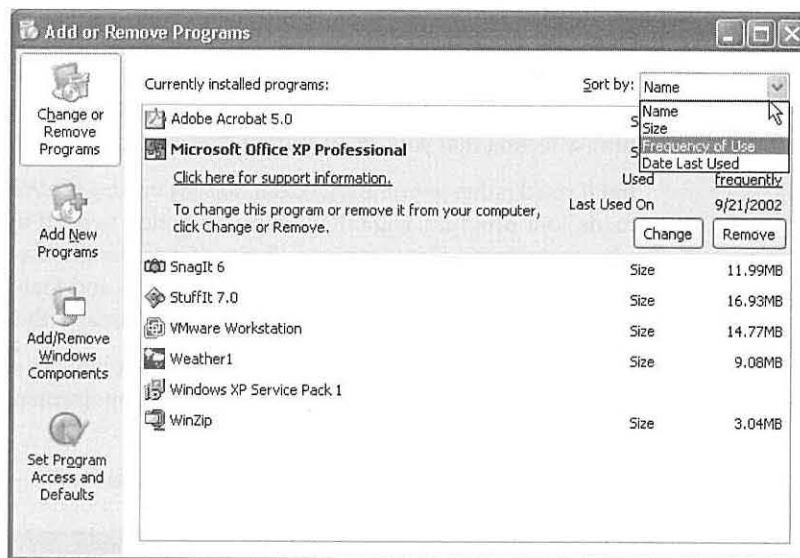 Add or Remove Programs
Change or
Remove
Programs
Add New
Programs
Add/Remove
Windows
Components
Set Program
Access and
Defaults
Currently installed programs:
Sort by: Name
Name
Size
Frequency of Use
Date Last Used
Adobe Acrobat 5.0
Microsoft Office XP Professional
Click here for support information.
Used frequently
To change this program or remove it from your computer,
click Change or Remove.
Last Used On 9/21/2002
Change Remove
SnagIt 6 Size 11.99MB
StuffIt 7.0 Size 16.93MB
VMware Workstation Size 14.77MB
Weather1 Size 9.08MB
Windows XP Service Pack 1
WinZip Size 3.04MB